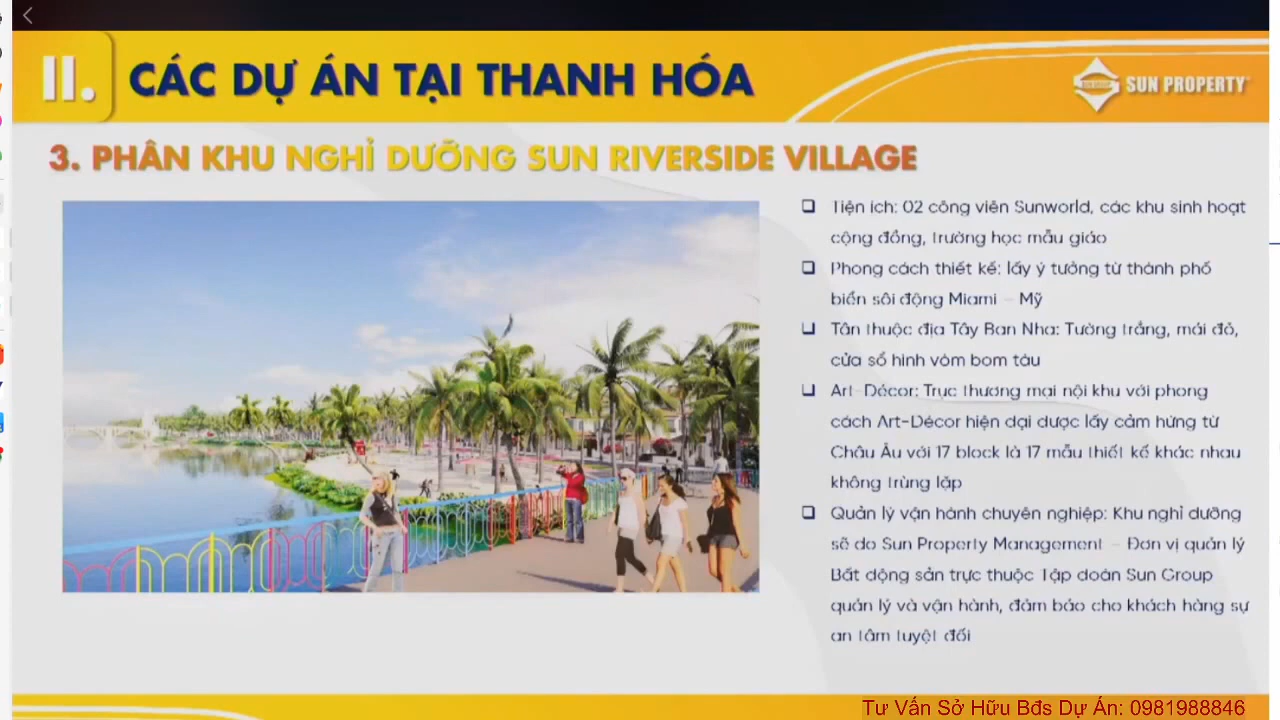 II. CÁC DỰ ÁN TẠI THANH HÓA
SUN GROUP
SUN PROPERTY
3. PHÂN KHU NGHỈ DƯỠNG SUN RIVERSIDE VILLAGE
Tiện ích: 02 công viên Sunworld, các khu sinh hoạt
cộng đồng, trường học mẫu giáo
Phong cách thiết kế: lấy ý tưởng từ thành phố
biển sôi động Miami – Mỹ
Tân thuộc địa Tây Ban Nha: Tường trắng, mái đỏ,
cửa sổ hình vòm bom tàu
Art-Décor: Trục thương mại nội khu với phong
cách Art-Décor hiện đại được lấy cảm hứng từ
Châu Âu với 17 block là 17 mẫu thiết kế khác nhau
không trùng lặp
Quản lý vận hành chuyên nghiệp: Khu nghỉ dưỡng
sẽ do Sun Property Management – Đơn vị quản lý
Bất động sản trực thuộc Tập đoàn Sun Group
quản lý và vận hành, đảm bảo cho khách hàng sự
an tâm tuyệt đối
Tư Vấn Sở Hữu Bđs Dự Án: 0981988846